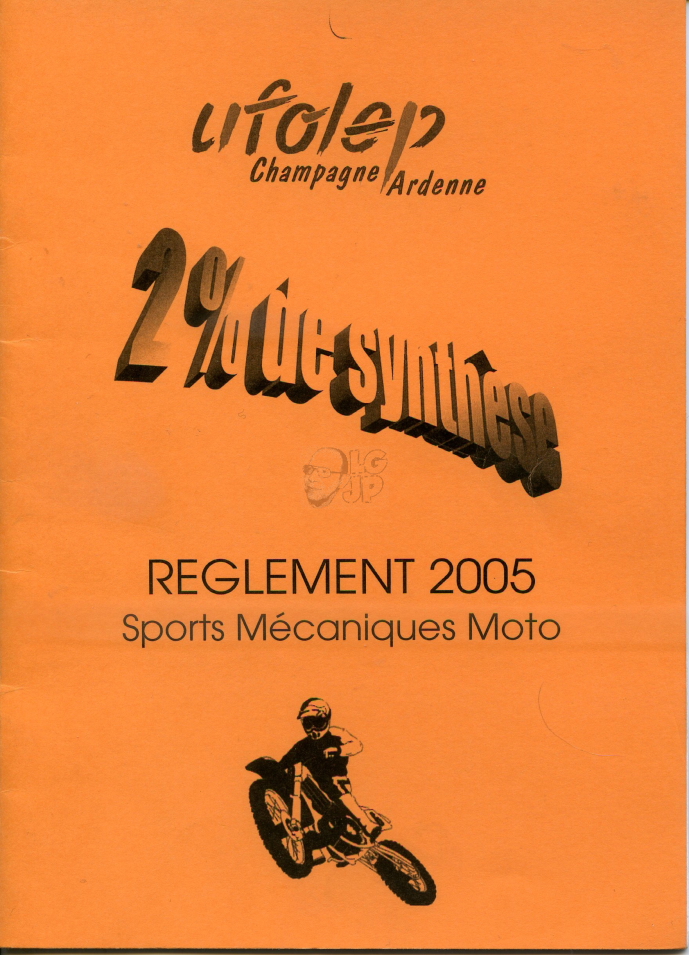 ufolep
Champagne Ardenne
2% de synthèse
LG
JP
REGLEMENT 2005
Sports Mécaniques Moto